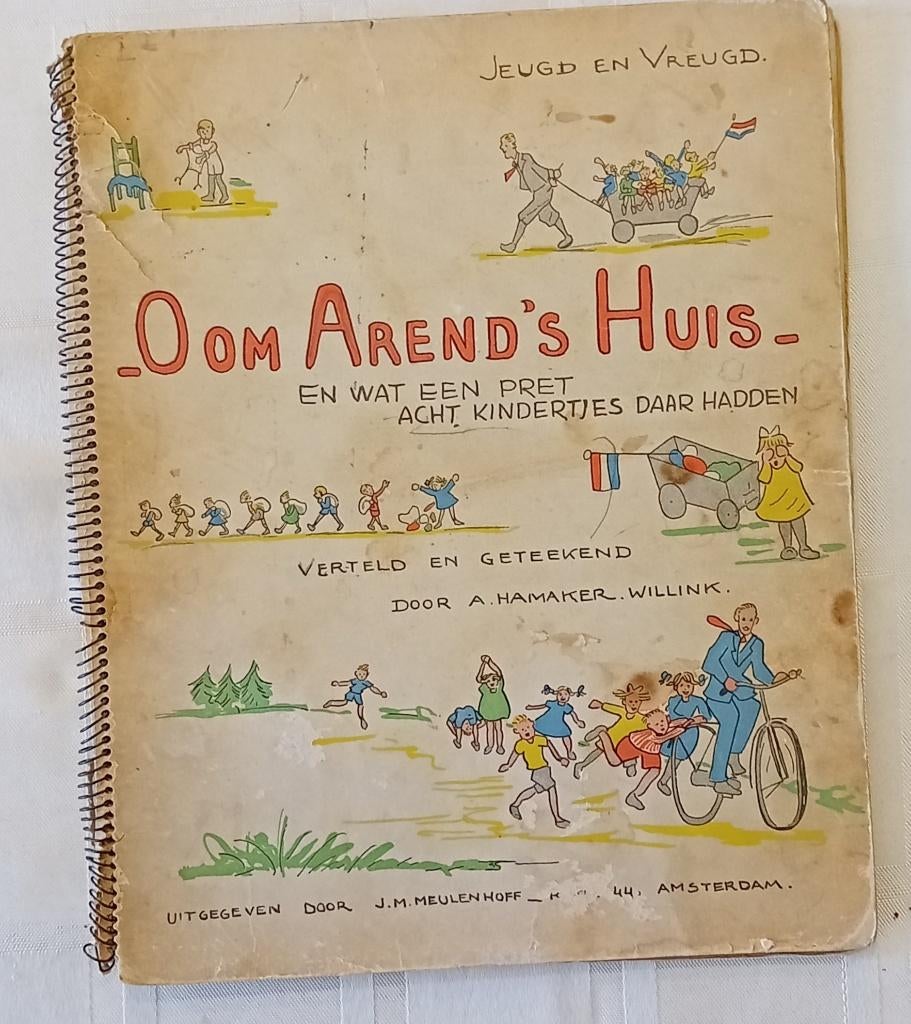 JEUGD EN VREUGD.
- OOM AREND'S HUIS -
EN WAT EEN PRET
ACHT KINDERTJES DAAR HADDEN
VERTELD EN GETEEKEND
DOOR A. HAMAKER. WILLINK.
UITGEGEVEN DOOR J.M. MEULENHOFF _ 44, AMSTERDAM.